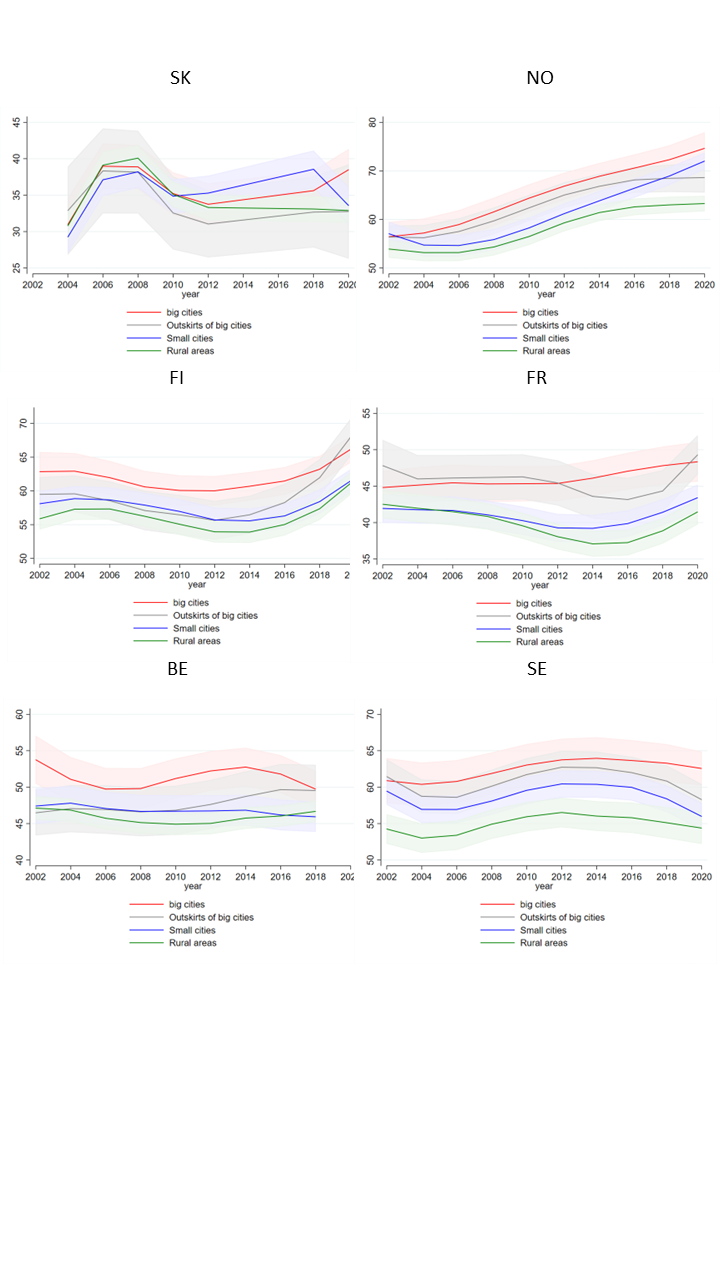 SK
45
40
35
30
25
2002 2004 2006 2008 2010 2012 2014 2016 2018 2020
year
big cities
Outskirts of big cities
Small cities
Rural areas
NO
80
70
60
50
2002 2004 2006 2008 2010 2012 2014 2016 2018 2020
year
big cities
Outskirts of big cities
Small cities
Rural areas
FI
70
65
60
55
50
2002 2004 2006 2008 2010 2012 2014 2016 2018 2
year
big cities
Outskirts of big cities
Small cities
Rural areas
FR
55
50
45
40
35
2002 2004 2006 2008 2010 2012 2014 2016 2018 2020
year
big cities
Outskirts of big cities
Small cities
Rural areas
BE
60
55
50
45
40
2002 2004 2006 2008 2010 2012 2014 2016 2018 202
year
big cities
Outskirts of big cities
Small cities
Rural areas
SE
70
65
60
55
50
2002 2004 2006 2008 2010 2012 2014 2016 2018 2020
year
big cities
Outskirts of big cities
Small cities
Rural areas